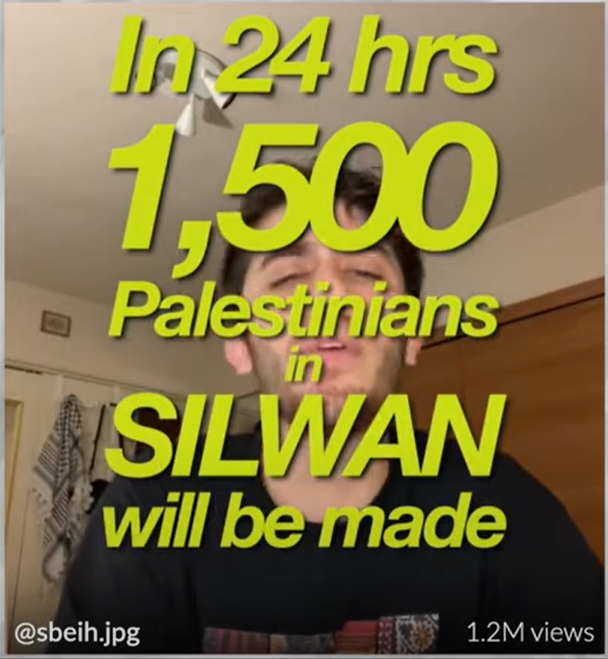 In 24 hrs
1,500
Palestinians
in
SILWAN
will be made
@sbeih.jpg
1.2M views